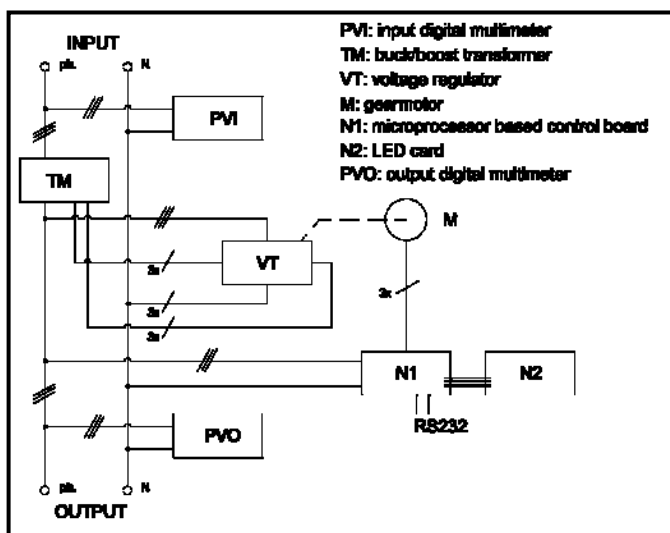 INPUT
ph. N.
PVI: input digital multimeter
TM: buck/boost transformer
VT: voltage regulator
M: gearmotor
N1: microprocessor based control board
N2: LED card
PVO: output digital multimeter
PVI
TM
M
VT
3x
3x
3x
3x
N1
N2
RS232
PVO
ph. N.
OUTPUT